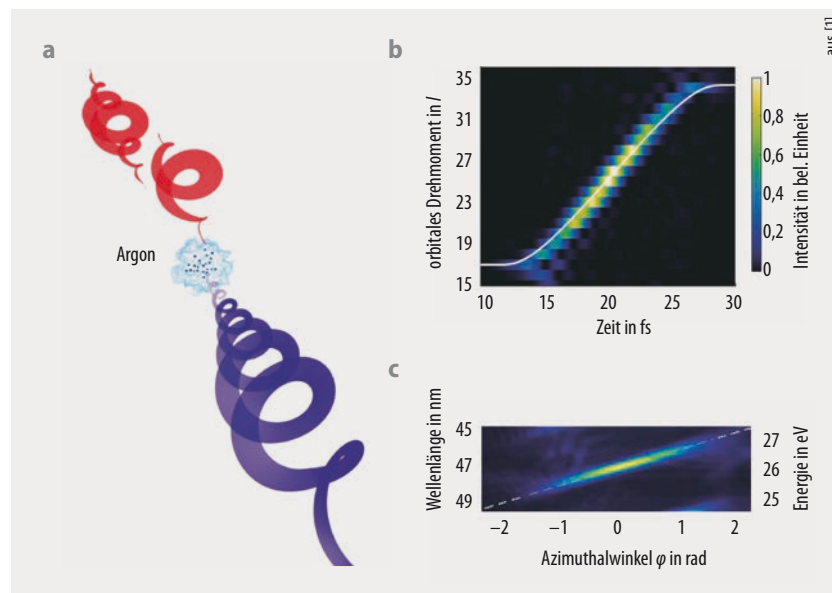 a
Argon
b
aus [1]
orbitales Drehmoment in l
35
31
27
23
19
15
10
15
20
25
30
Zeit in fs
1
0,8
0,6
0,4
0,2
0
Intensität in bel. Einheit
c
Wellenlänge in nm
45
47
49
–2
–1
0
1
2
Azimuthalwinkel φ in rad
27
26
25
Energie in eV